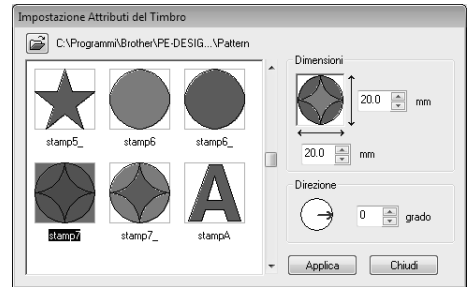 Impostazione Attributi del Timbro
C:\Programmi\Brother\PE-DESIG...\Pattern
stamp5_ stamp6 stamp6_
stamp7 stamp7_ stampA
Dimensioni
20.0 mm
20.0 mm
Direzione
0 grado
Applica Chiudi